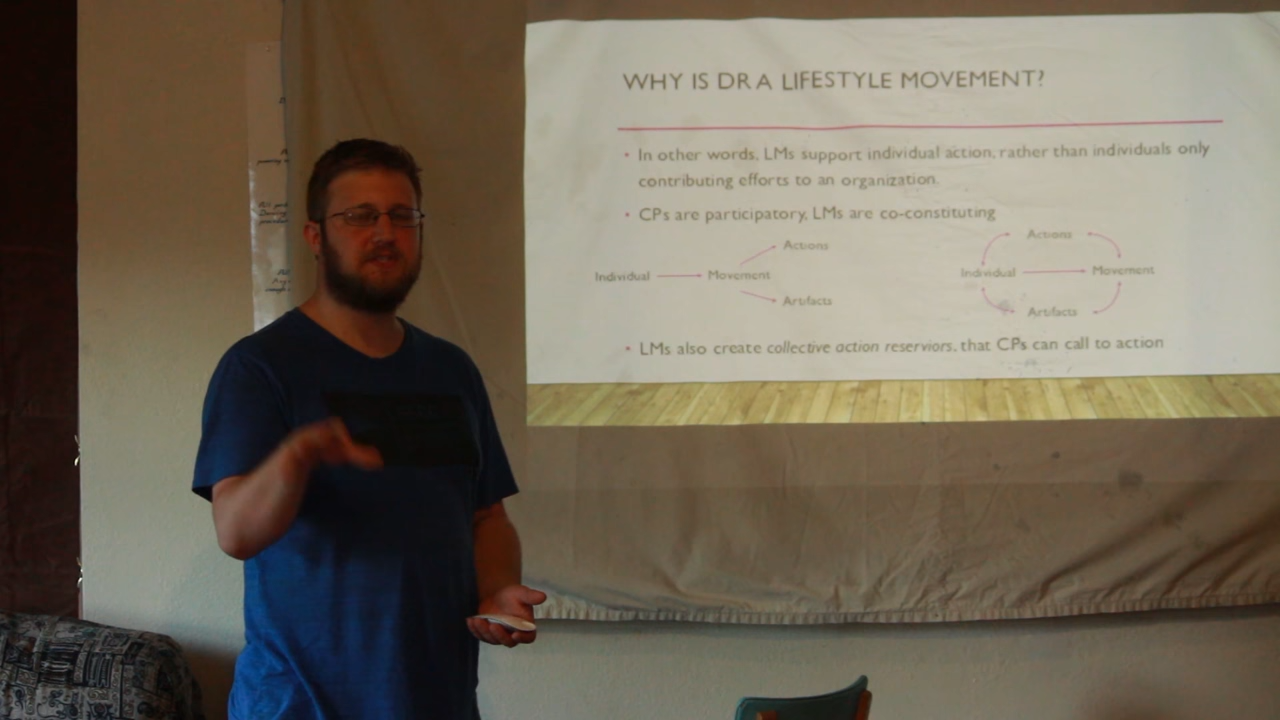 WHY IS DR A LIFESTYLE MOVEMENT?
• In other words, LMs support individual action, rather than individuals only
contributing efforts to an organization.
• CPs are participatory, LMs are co-constituting
Actions
Individual
Movement
Artifacts
Actions
Individual
Movement
Artifacts
• LMs also create collective action reserviors, that CPs can call to action